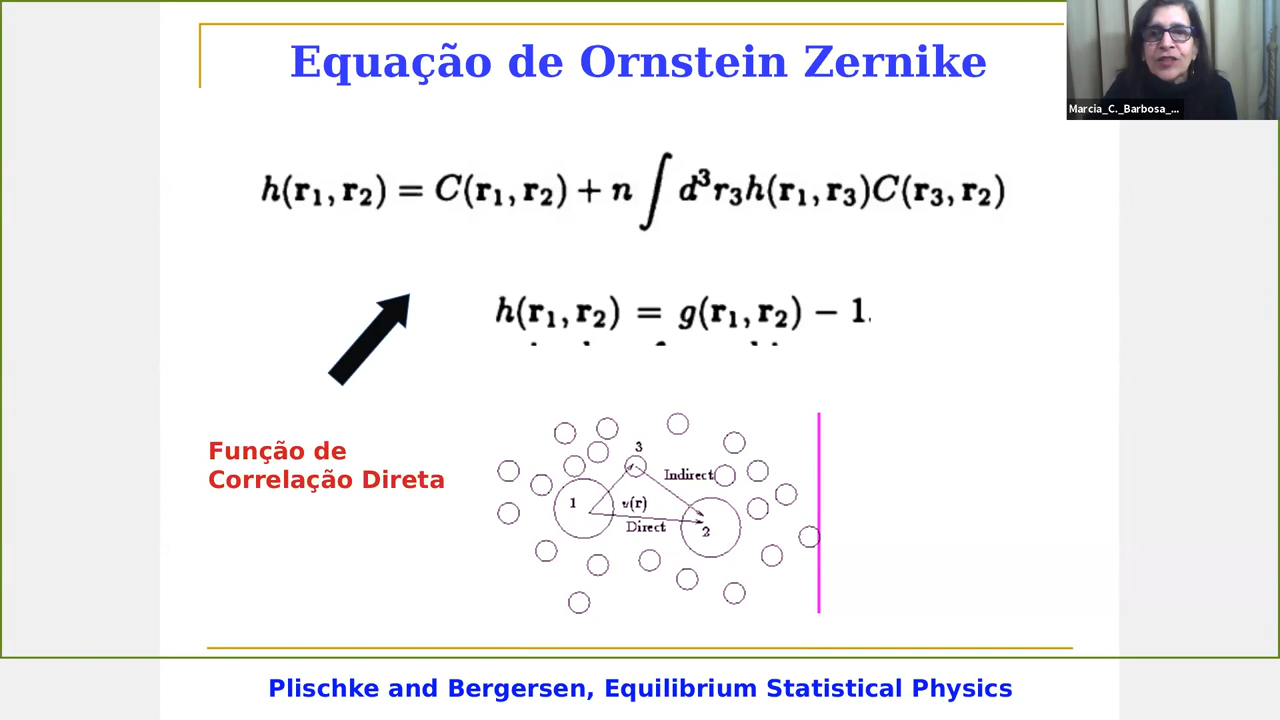 Equação de Ornstein Zernike
Marcia_C._Barbosa_...
h(r₁, r₂) = C(r₁, r₂) + n ∫ d³r₃h(r₁, r₃)C(r₃, r₂)
h(r₁, r₂) = g(r₁, r₂) − 1.
Função de
Correlação Direta
3
Indirect
1
v(r)
Direct
2
Plischke and Bergersen, Equilibrium Statistical Physics